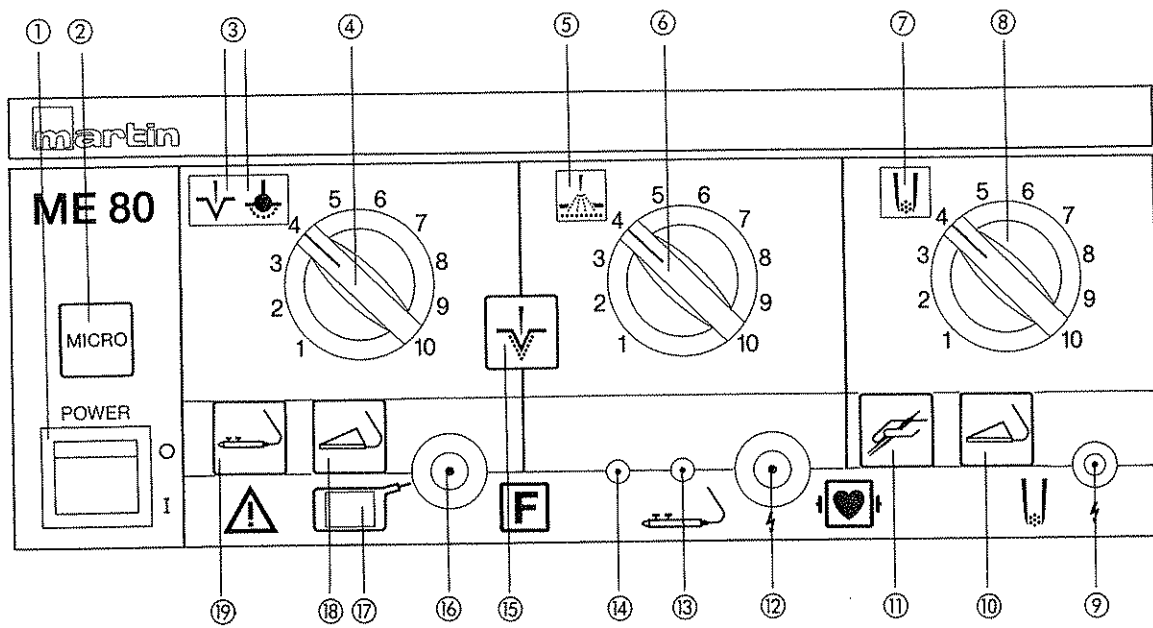 ① ② ③ ④ ⑤ ⑥ ⑦ ⑧
martin
ME 80
MICRO
POWER
O
I
1 2 3 4 5 6 7 8 9 10
1 2 3 4 5 6 7 8 9 10
1 2 3 4 5 6 7 8 9 10
F
⑲ ⑱ ⑰ ⑯ ⑮ ⑭ ⑬ ⑫ ⑪ ⑩ ⑨